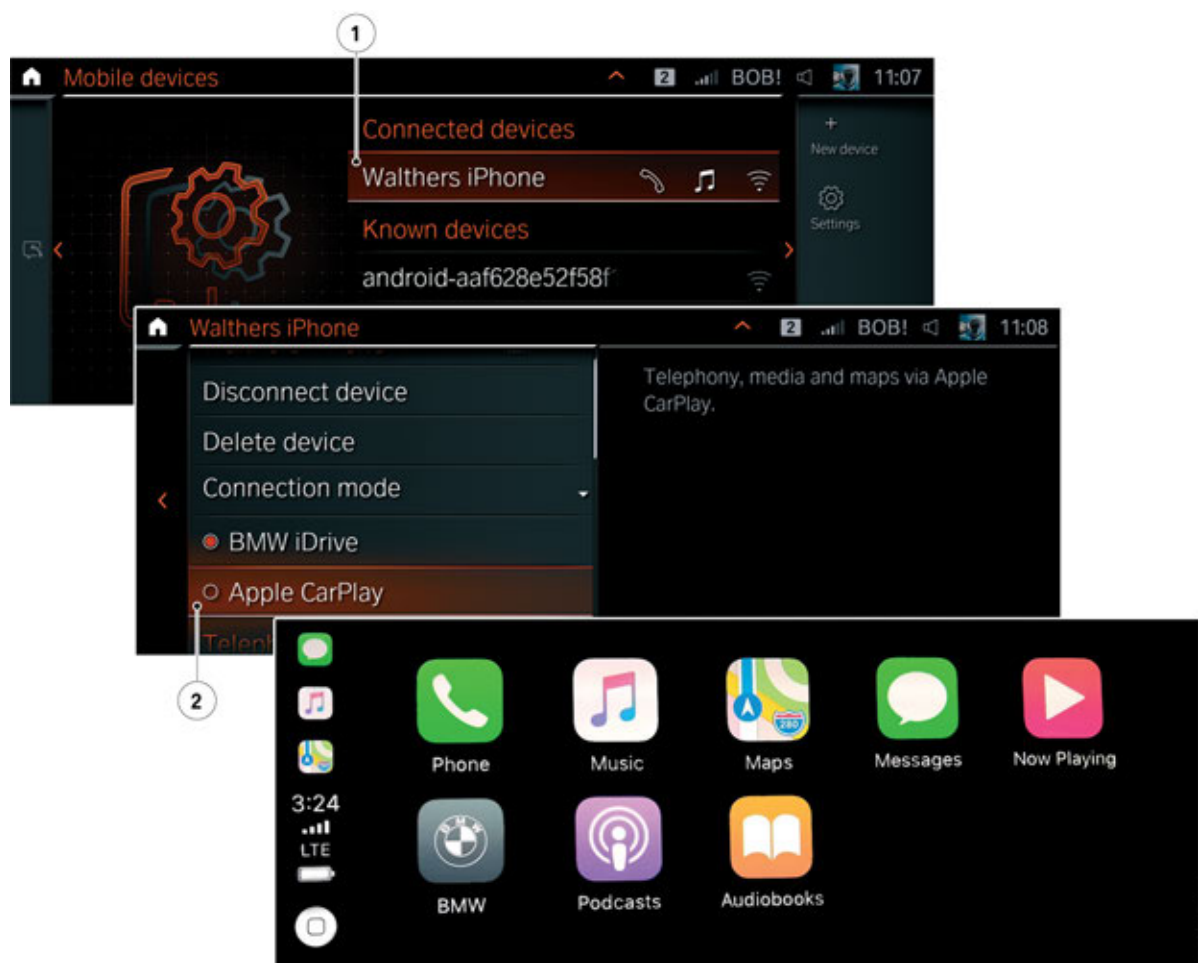 1
Mobile devices
2
BOB!
11:07
Connected devices
Walthers iPhone
Known devices
android-aaf628e52f58f
+
New device
Settings
Walthers iPhone
2
BOB!
11:08
Disconnect device
Delete device
Connection mode
BMW iDrive
Apple CarPlay
Telephony, media and maps via Apple
CarPlay.
2
3:24
LTE
Phone
Music
280
Maps
Messages
Now Playing
BMW
BMW
Podcasts
Audiobooks